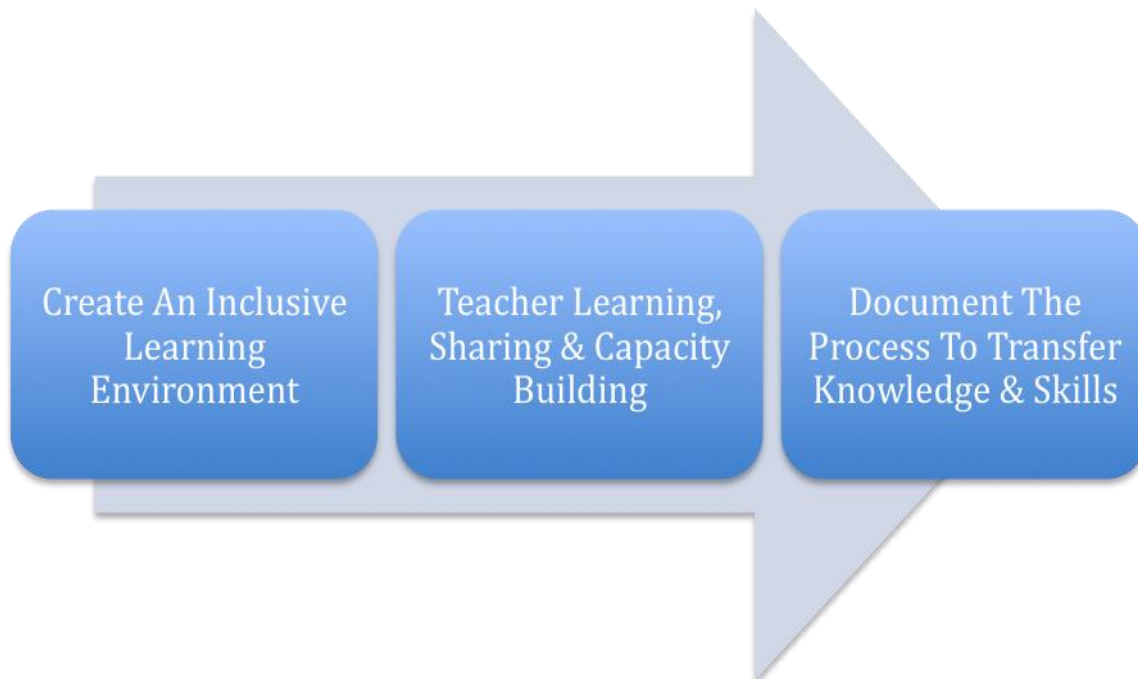 Create An Inclusive
Learning
Environment
Teacher Learning,
Sharing & Capacity
Building
Document The
Process To Transfer
Knowledge & Skills